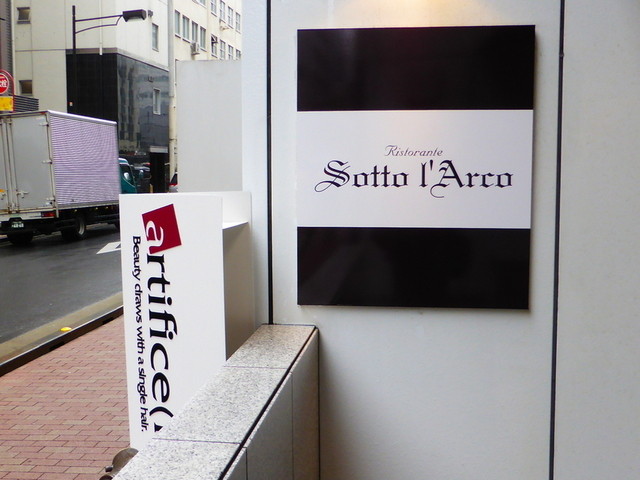 Ristorante
Sotto l'Arco
artifice(
Beauty draws with a single hair.